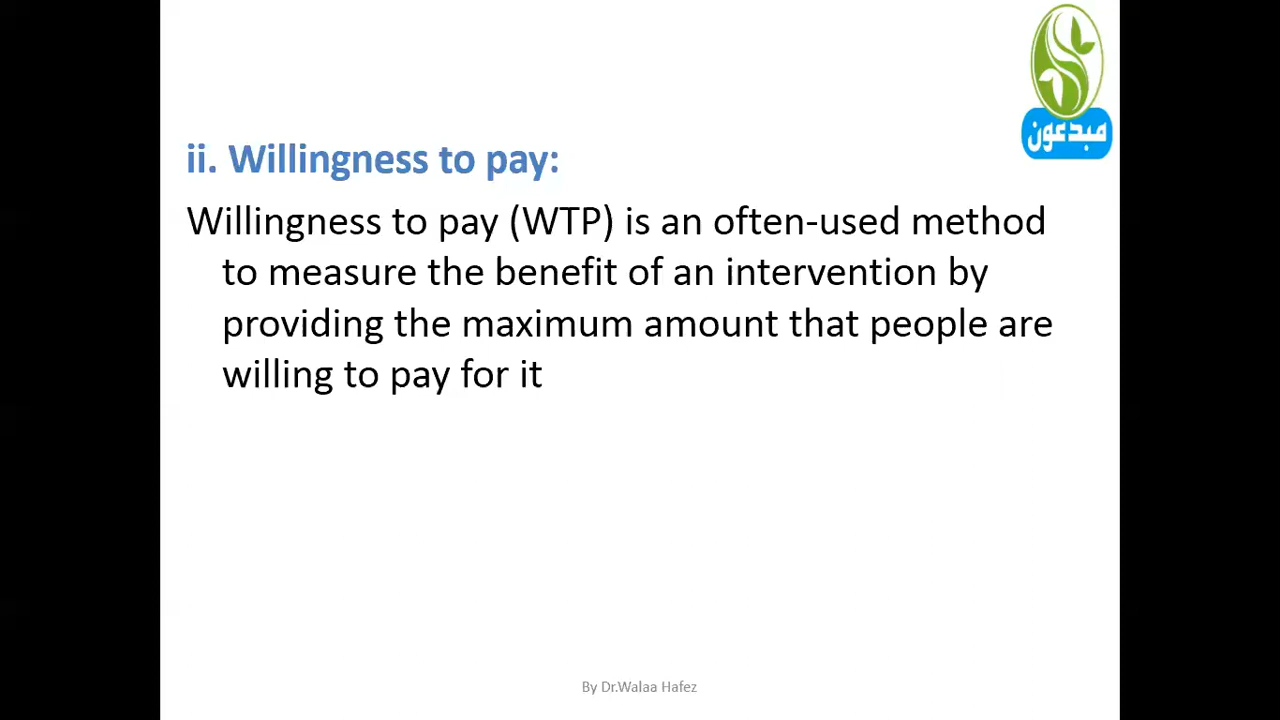 مبدعون
ii. Willingness to pay:
Willingness to pay (WTP) is an often-used method
to measure the benefit of an intervention by
providing the maximum amount that people are
willing to pay for it
By Dr.Walaa Hafez